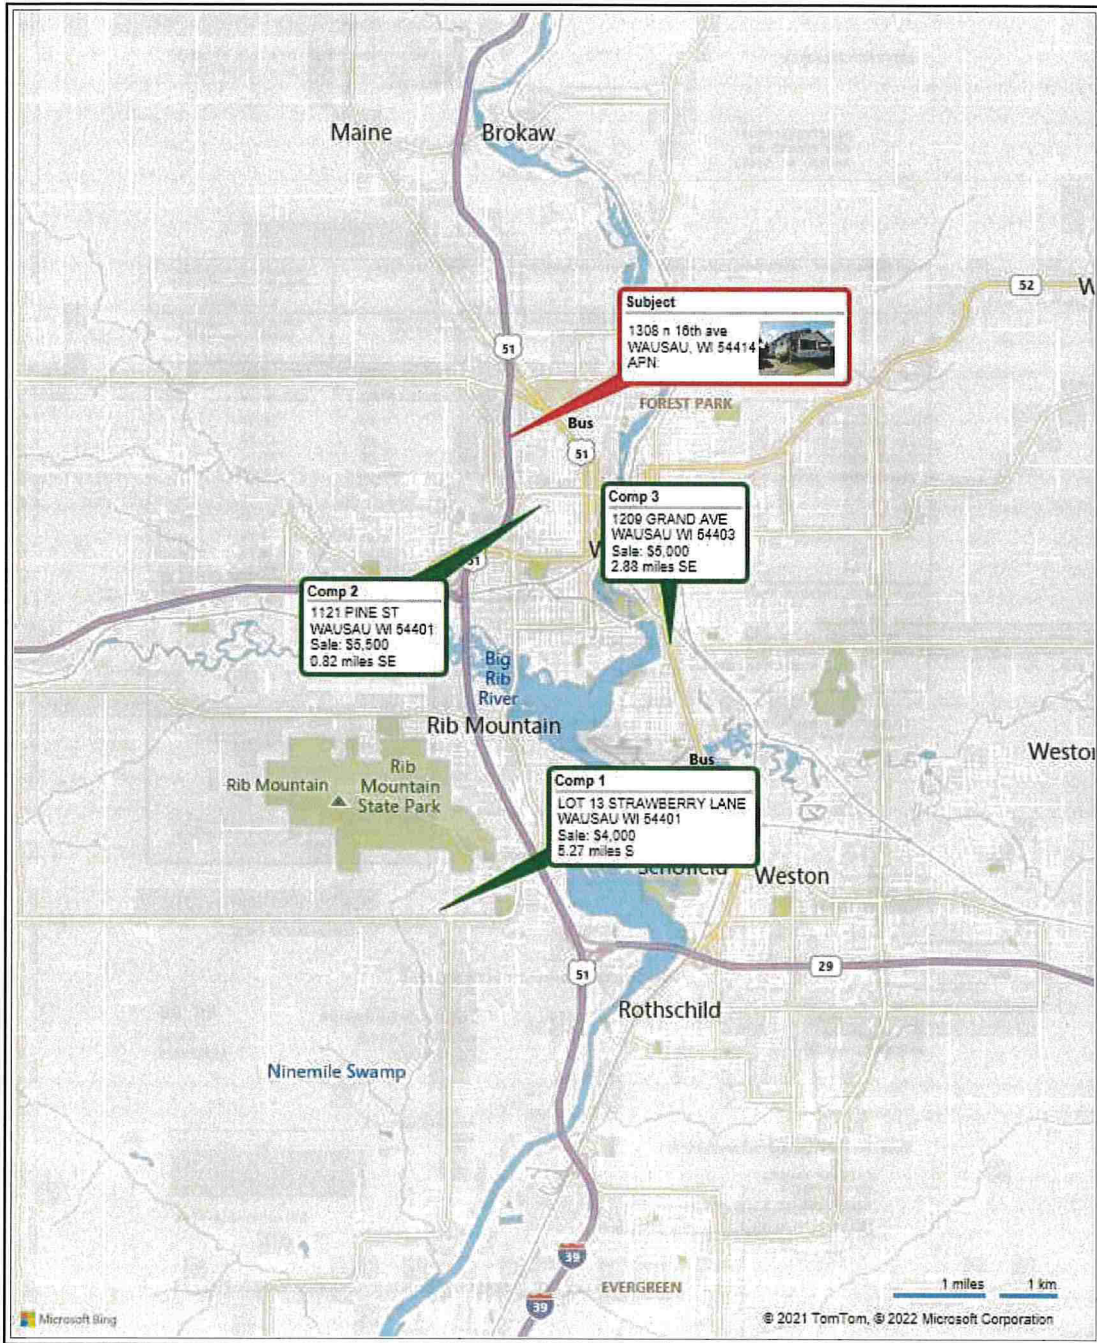 Maine
Brokaw
52
W
Subject
1308 n 16th ave
WAUSAU, WI 54414
APN:
51
FOREST PARK
Bus
51
Comp 3
1209 GRAND AVE
WAUSAU WI 54403
Sale: $5,000
2.88 miles SE
W
51
Comp 2
1121 PINE ST
WAUSAU WI 54401
Sale: $5,500
0.82 miles SE
Big
Rib
River
Rib Mountain
Weston
Bus
Rib Mountain
Rib
Mountain
State Park
Comp 1
LOT 13 STRAWBERRY LANE
WAUSAU WI 54401
Sale: $4,000
5.27 miles S
Schofield
Weston
51
29
Rothschild
Ninemile Swamp
39
EVERGREEN
39
1 miles
1 km
Microsoft Bing
© 2021 TomTom, © 2022 Microsoft Corporation